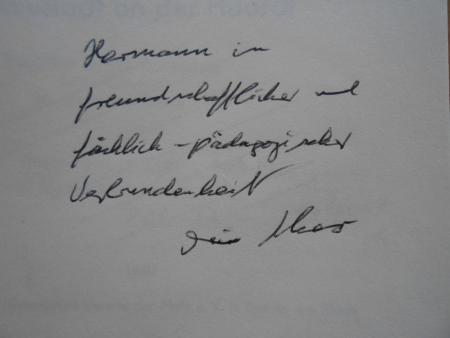 Hermann in
freundschaftlicher und
fachlich-pädagogischer
Verbundenheit
Dein